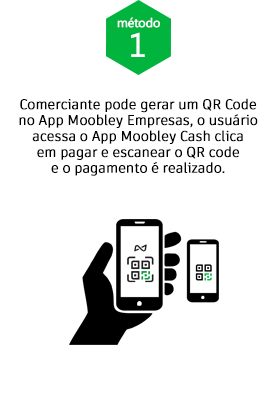 método
1
Comerciante pode gerar um QR Code
no App Moobley Empresas, o usuário
acessa o App Moobley Cash clica
em pagar e escanear o QR code
e o pagamento é realizado.